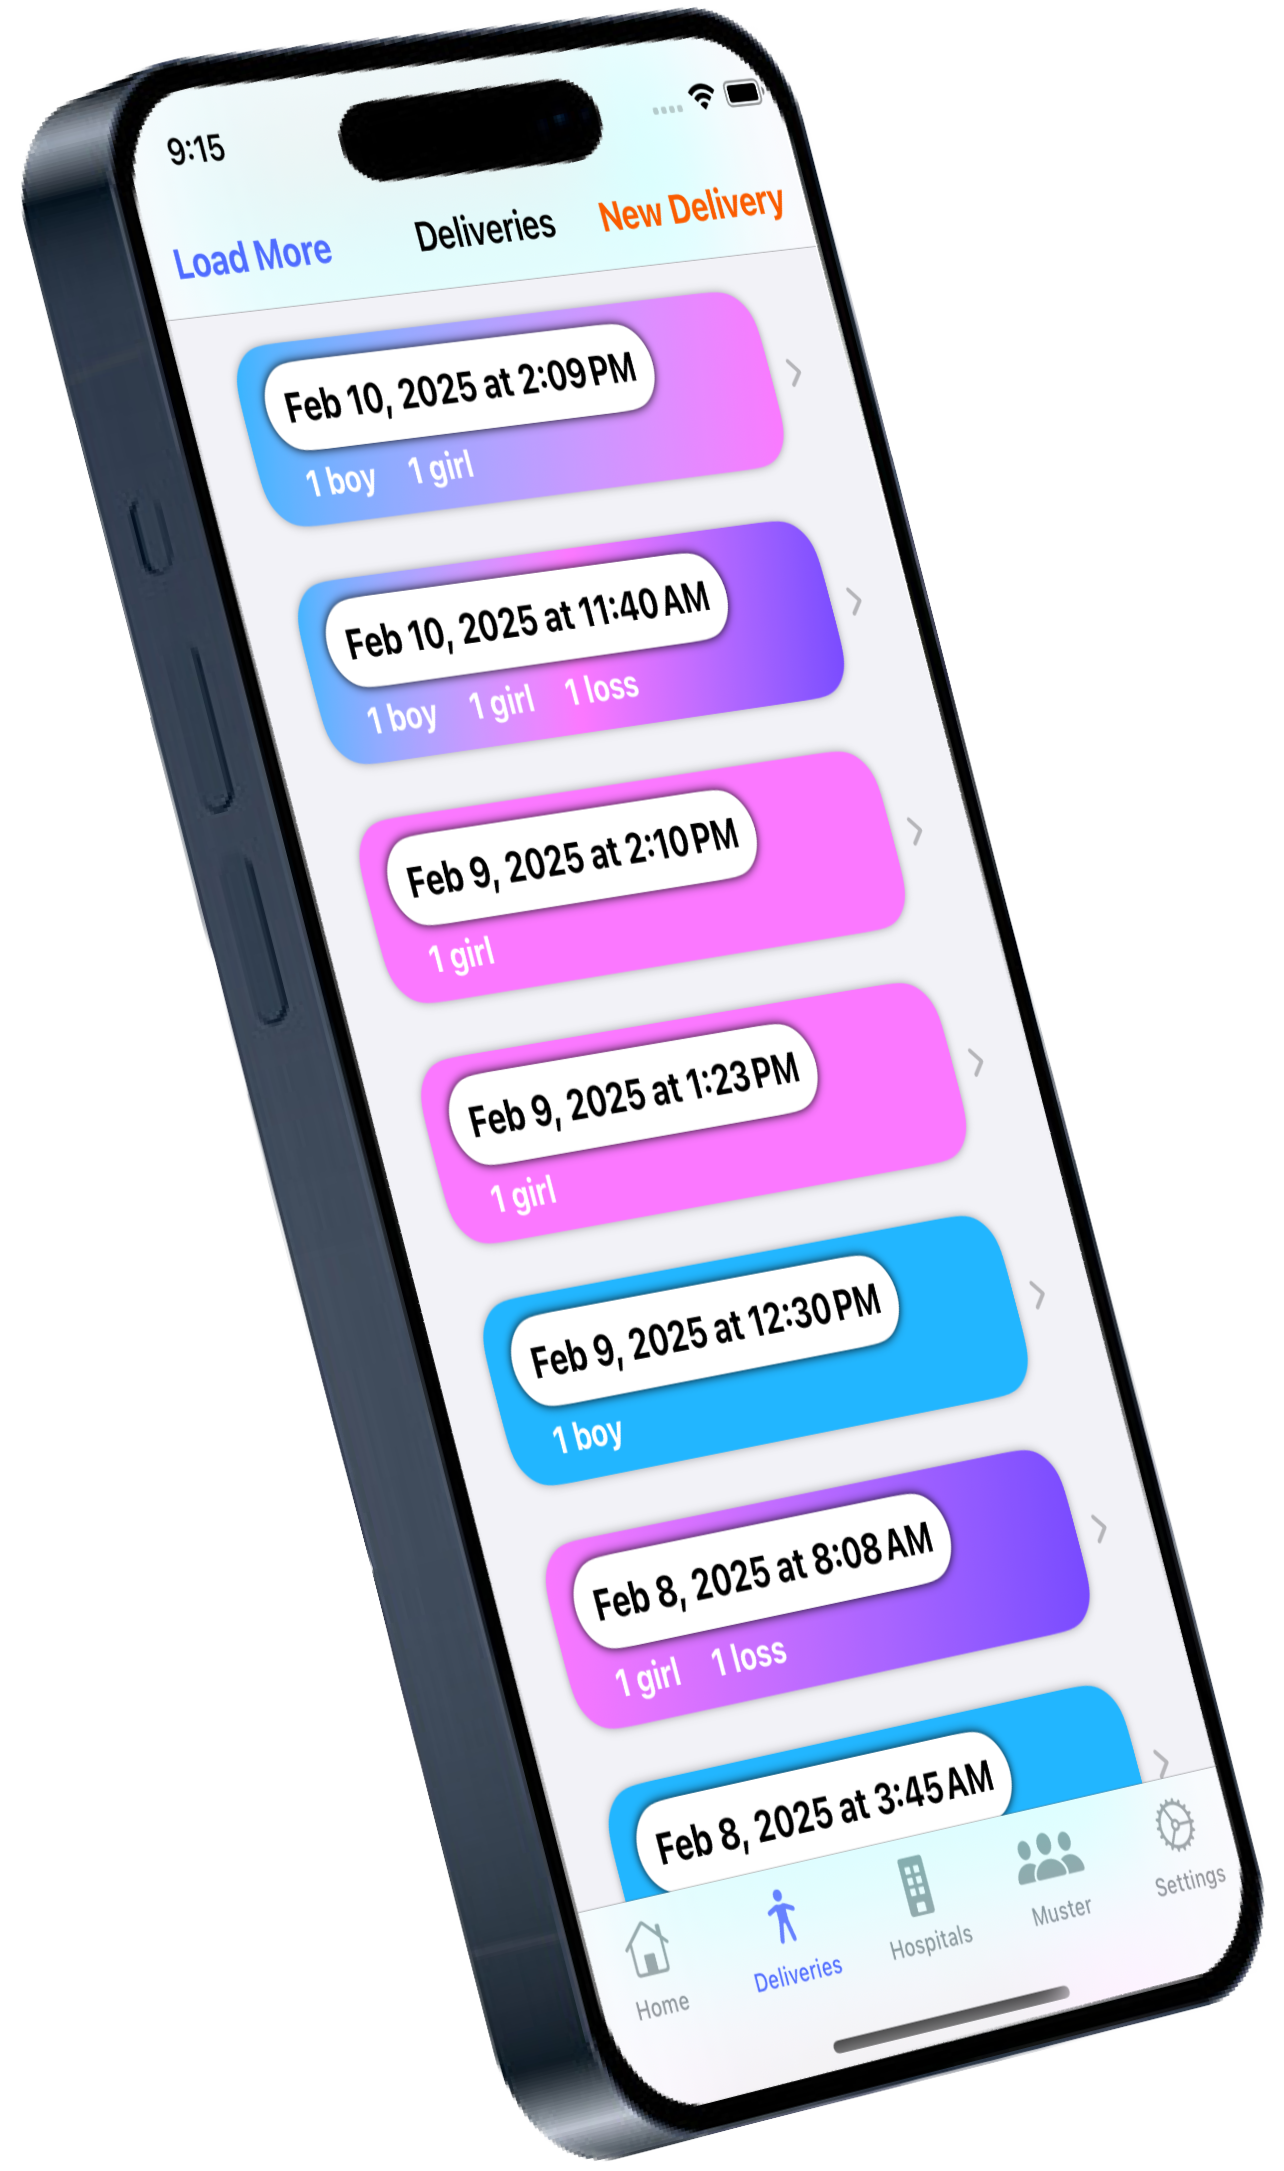 9:15
Load More Deliveries New Delivery
Feb 10, 2025 at 2:09 PM
1 boy 1 girl
Feb 10, 2025 at 11:40 AM
1 boy 1 girl 1 loss
Feb 9, 2025 at 2:10 PM
1 girl
Feb 9, 2025 at 1:23 PM
1 girl
Feb 9, 2025 at 12:30 PM
1 boy
Feb 8, 2025 at 8:08 AM
1 girl 1 loss
Feb 8, 2025 at 3:45 AM
Home Deliveries Hospitals Muster Settings